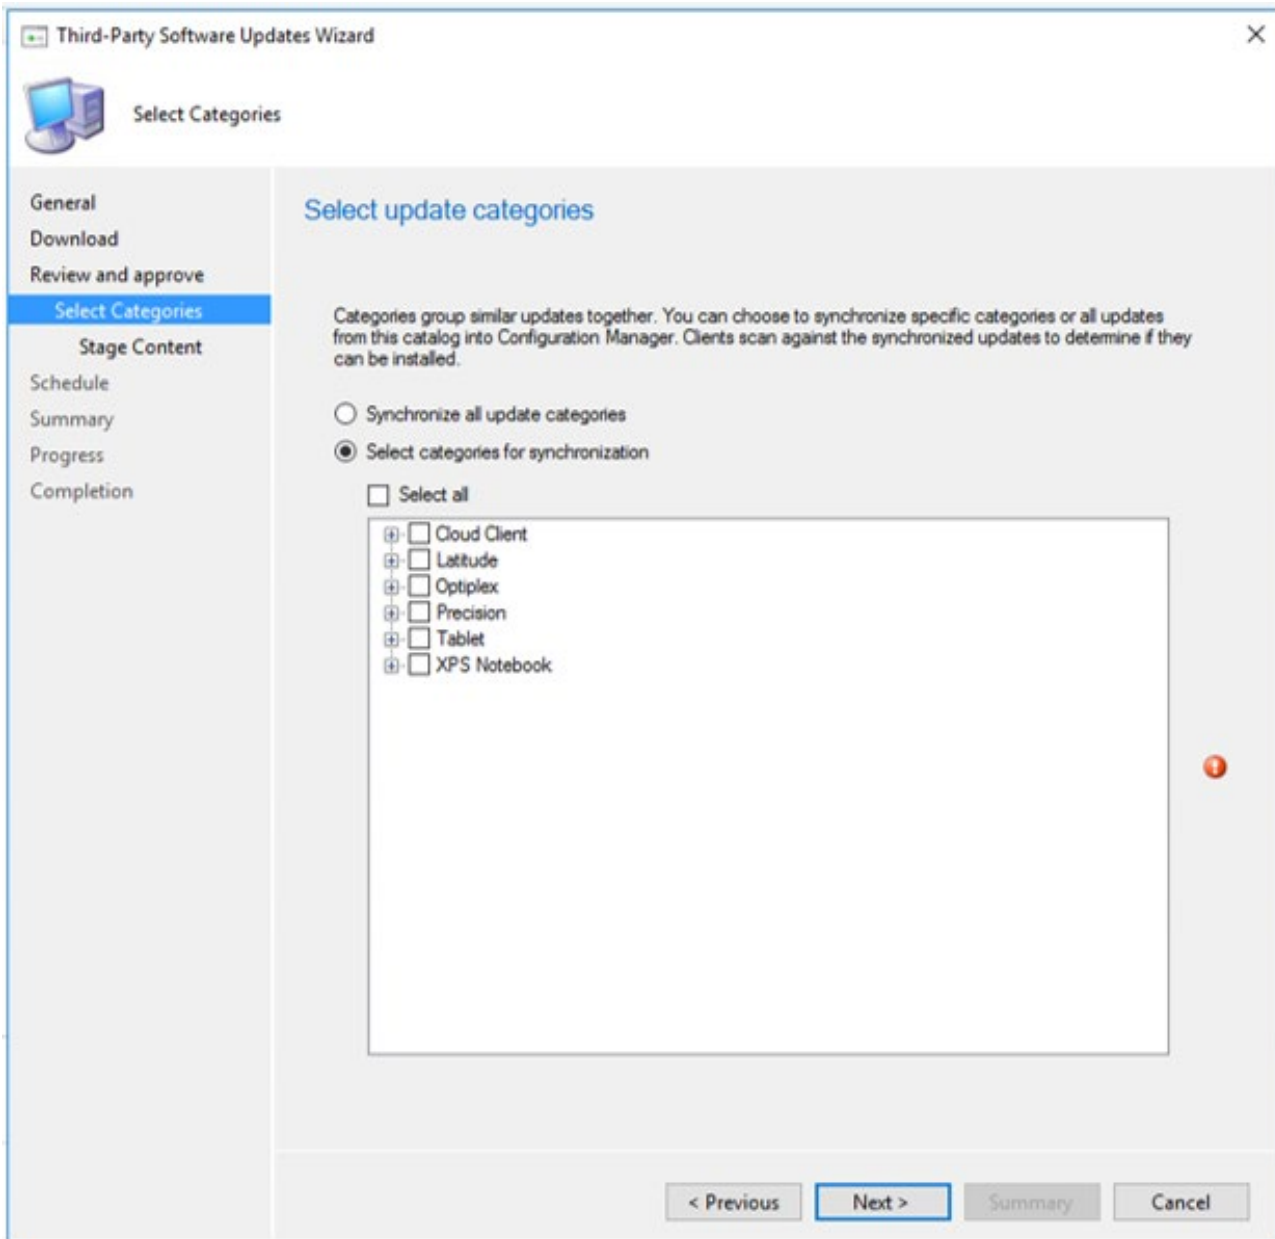 Third-Party Software Updates Wizard
Select Categories
General
Download
Review and approve
Select Categories
Stage Content
Schedule
Summary
Progress
Completion
Select update categories
Categories group similar updates together. You can choose to synchronize specific categories or all updates
from this catalog into Configuration Manager. Clients scan against the synchronized updates to determine if they
can be installed.
Synchronize all update categories
Select categories for synchronization
Select all
Cloud Client
Latitude
Optiplex
Precision
Tablet
XPS Notebook
< Previous
Next >
Summary
Cancel